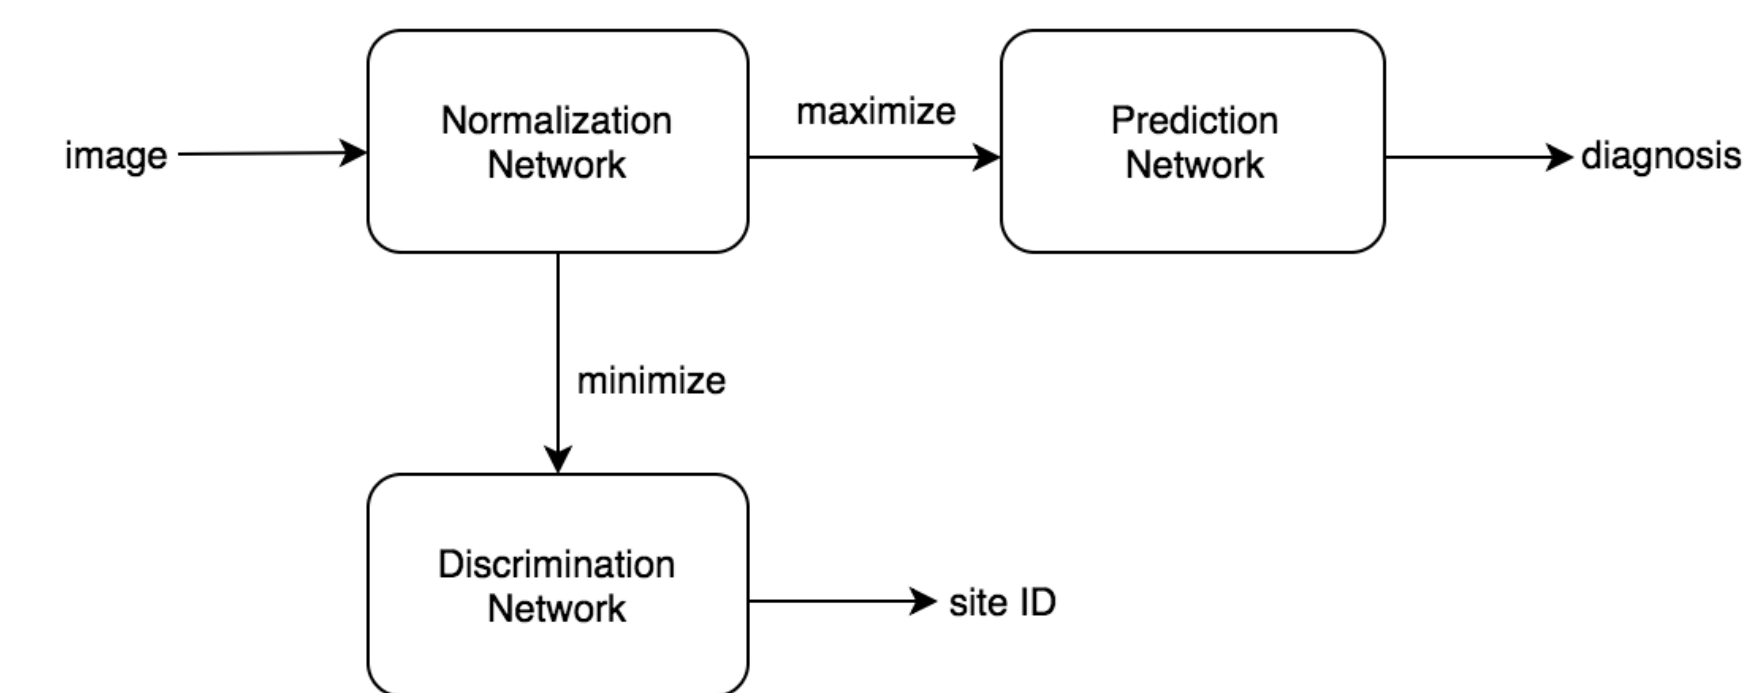 Normalization
Network
maximize
Prediction
Network
image
diagnosis
minimize
Discrimination
Network
site ID